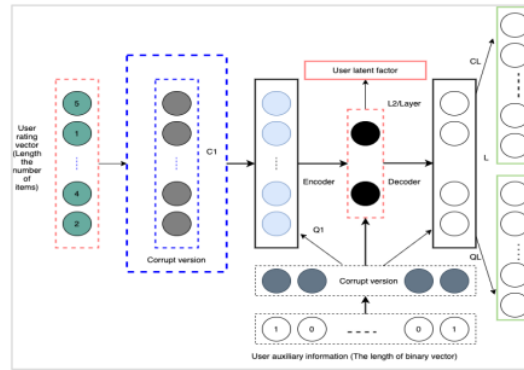 User latent factor
CL
User
rating
vector
(Length
the
number
of
items)
5
1
4
2
C1
L2/Layer
L
Encoder
Decoder
Corrupt version
Q1
QL
Corrupt version
1 0 0 1
User auxiliary information (The length of binary vector)